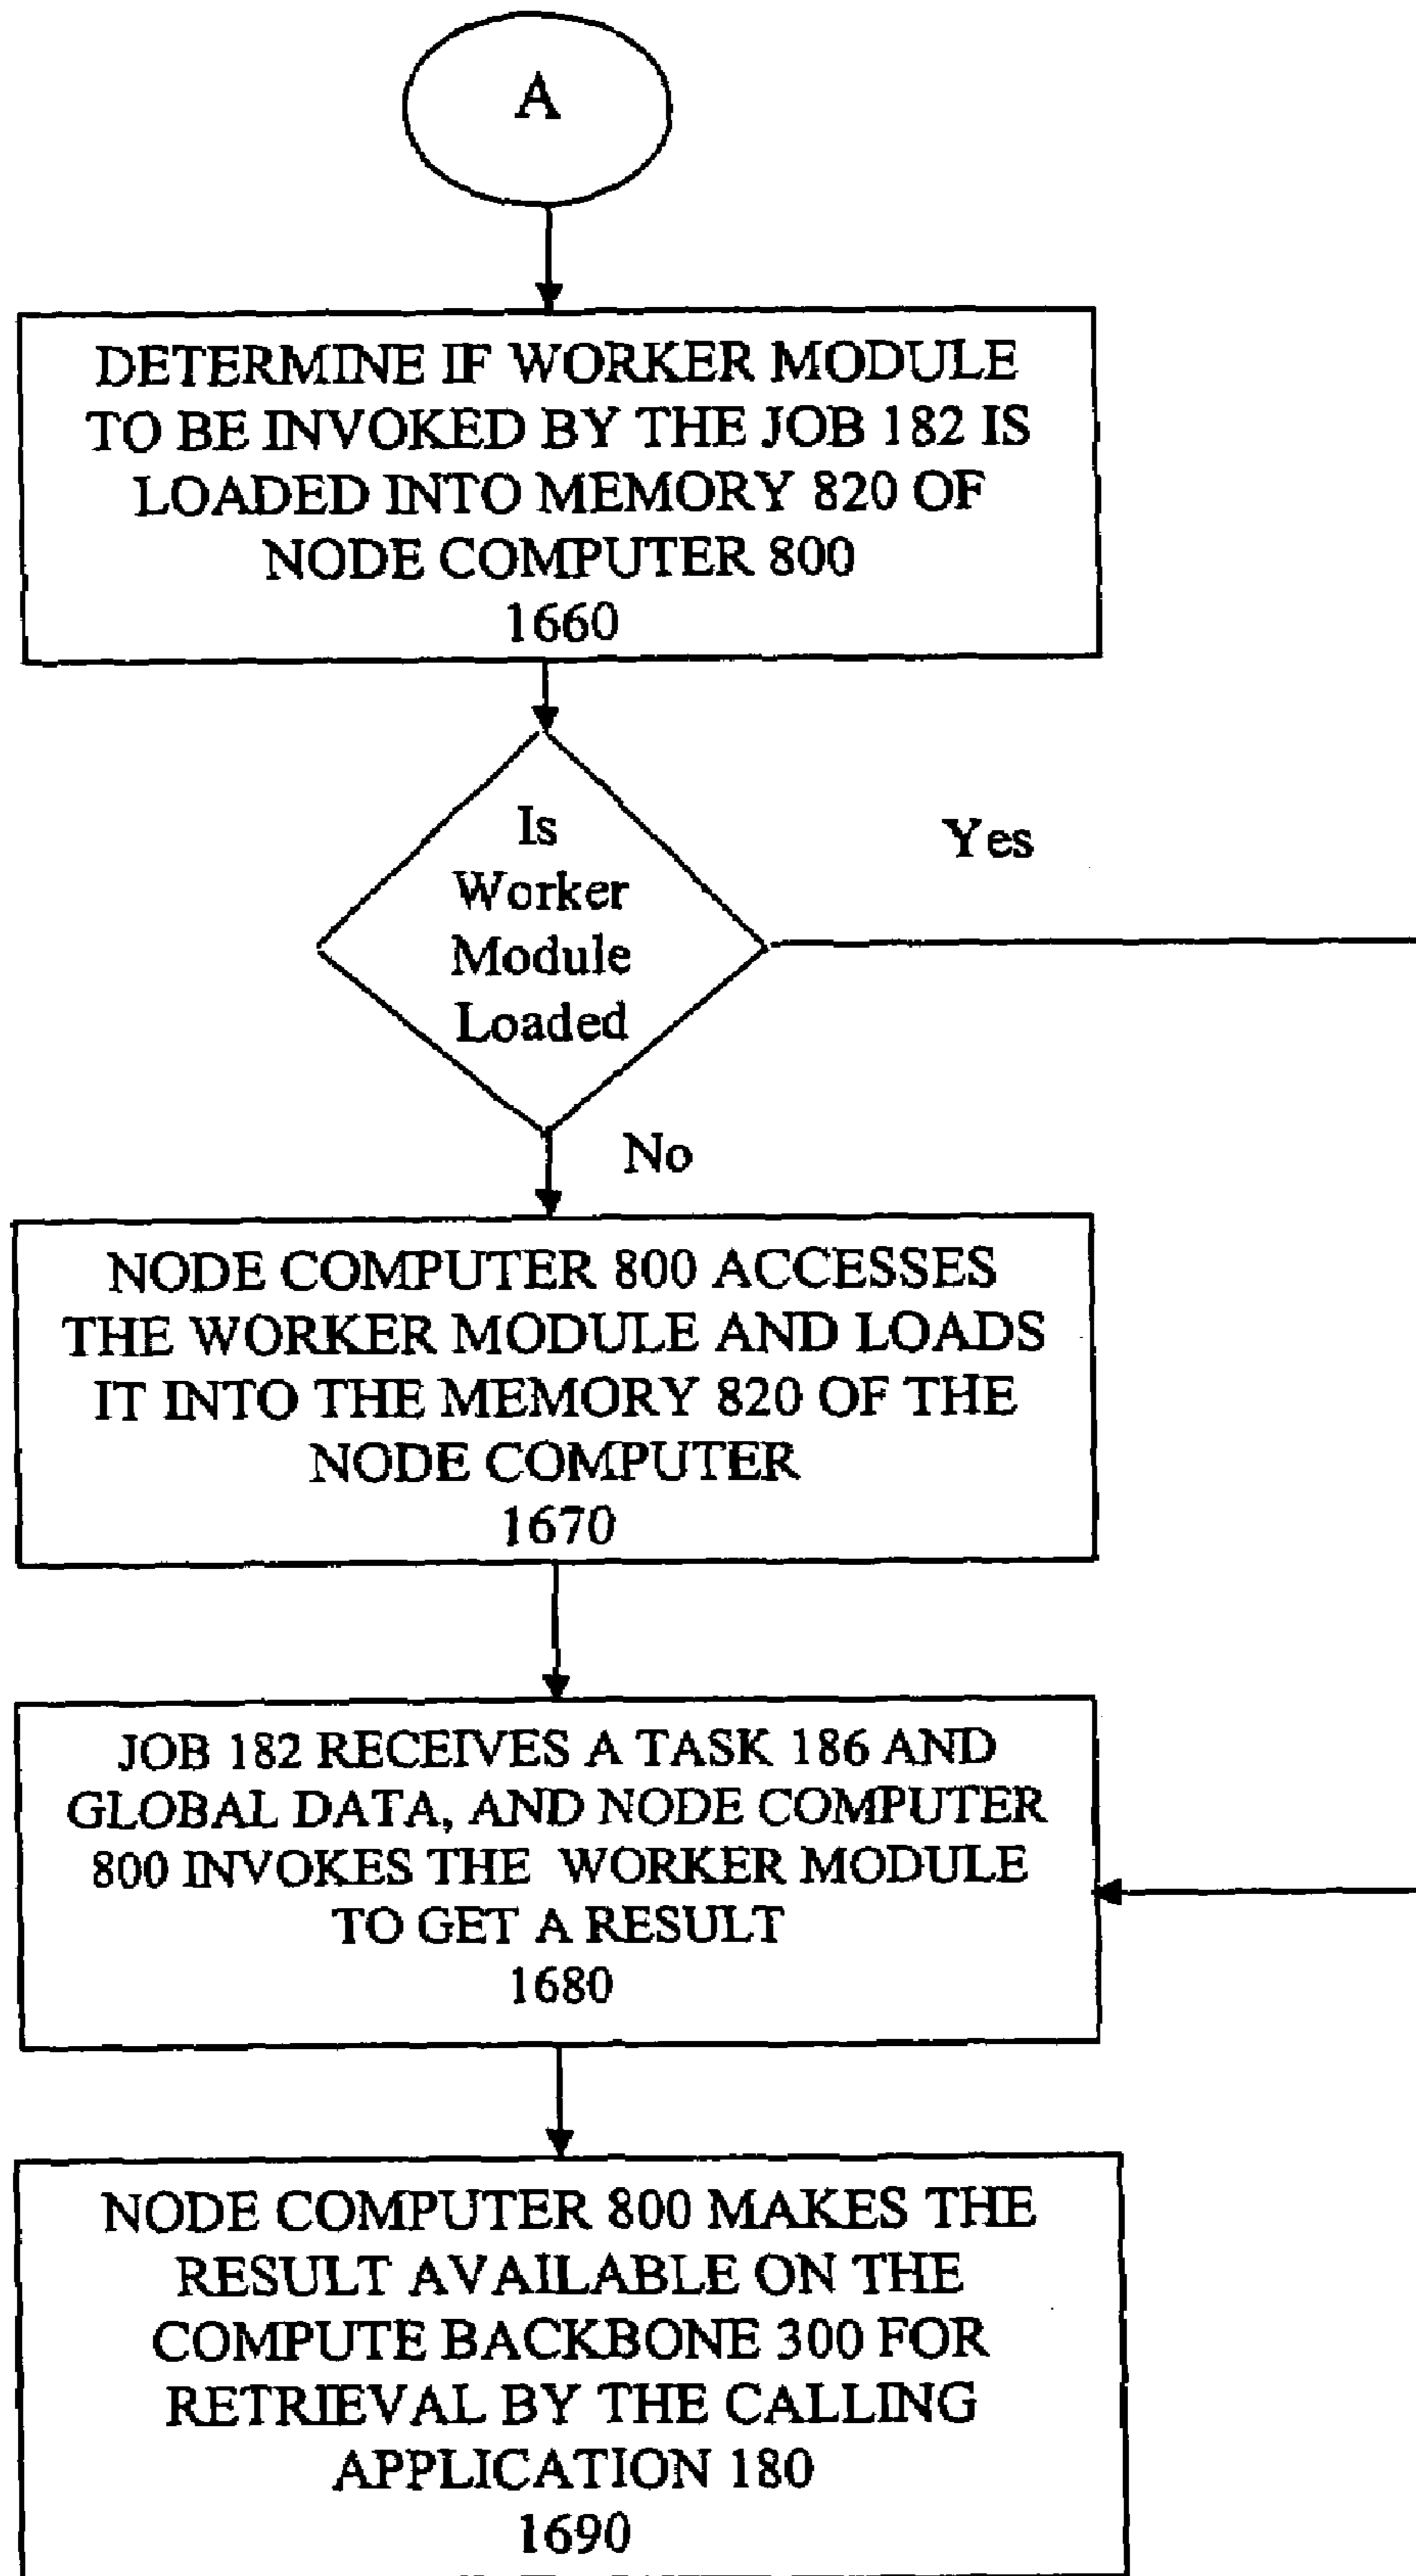 A
DETERMINE IF WORKER MODULE
TO BE INVOKED BY THE JOB 182 IS
LOADED INTO MEMORY 820 OF
NODE COMPUTER 800
1660
Is
Worker
Module
Loaded
Yes
No
NODE COMPUTER 800 ACCESSES
THE WORKER MODULE AND LOADS
IT INTO THE MEMORY 820 OF THE
NODE COMPUTER
1670
JOB 182 RECEIVES A TASK 186 AND
GLOBAL DATA, AND NODE COMPUTER
800 INVOKES THE WORKER MODULE
TO GET A RESULT
1680
NODE COMPUTER 800 MAKES THE
RESULT AVAILABLE ON THE
COMPUTE BACKBONE 300 FOR
RETRIEVAL BY THE CALLING
APPLICATION 180
1690